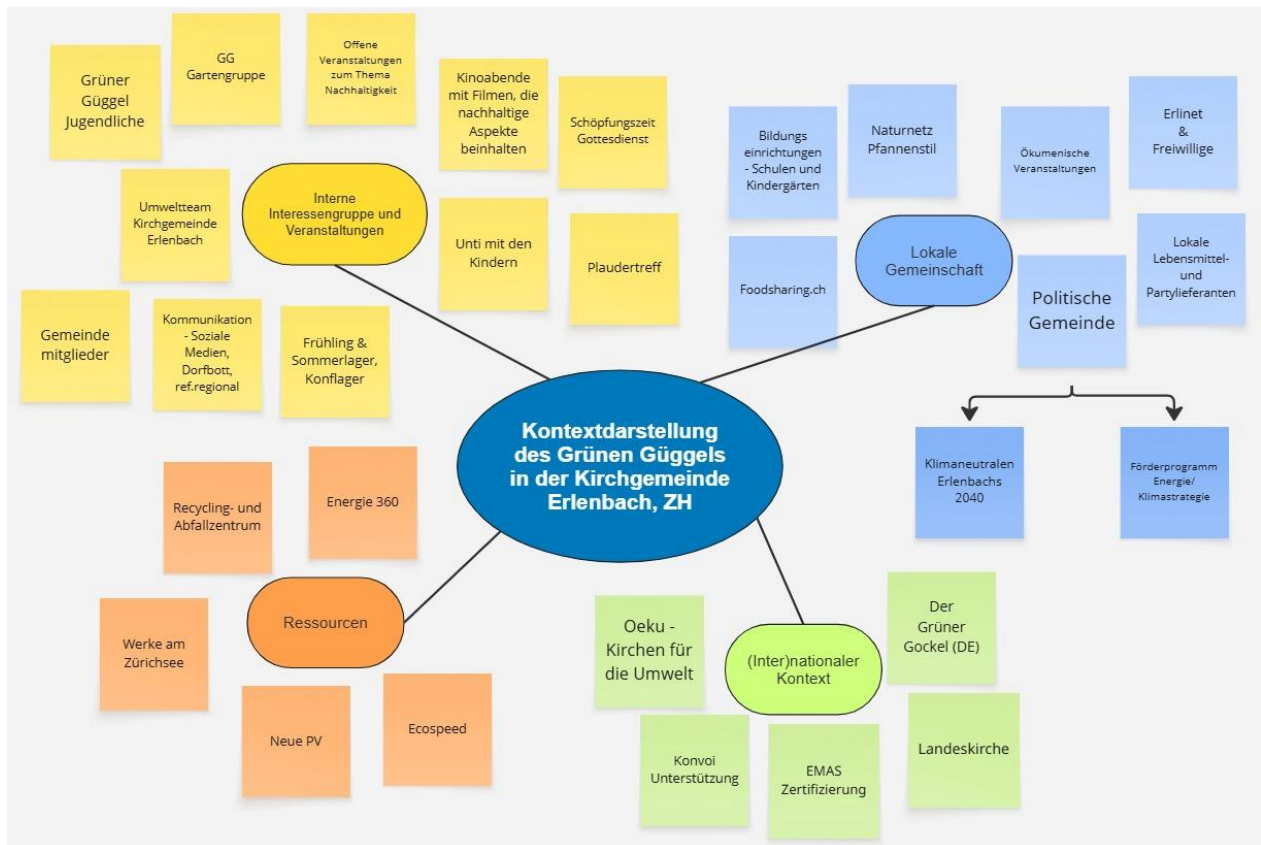 Grüner
Güggel
Jugendliche
GG
Gartengruppe
Offene
Veranstaltungen
zum Thema
Nachhaltigkeit
Kinoabende
mit Filmen, die
nachhaltige
Aspekte
beinhalten
Schöpfungszeit
Gottesdienst
Umweltteam
Kirchgemeinde
Erlenbach
Interne
Interessengruppe und
Veranstaltungen
Unti mit den
Kindern
Plaudertreff
Gemeinde
mitglieder
Kommunikation
- Soziale
Medien,
Dorfbott,
ref.regional
Frühling &
Sommerlager,
Konflager
Bildungs
einrichtungen
- Schulen und
Kindergärten
Naturnetz
Pfannenstil
Ökumenische
Veranstaltungen
Erlinet
&
Freiwillige
Foodsharing.ch
Lokale
Gemeinschaft
Politische
Gemeinde
Lokale
Lebensmittel-
und
Partylieferanten
Klimaneutralen
Erlenbachs
2040
Förderprogramm
Energie/
Klimastrategie
Kontextdarstellung
des Grünen Güggels
in der Kirchgemeinde
Erlenbach, ZH
Recycling- und
Abfallzentrum
Energie 360
Werke am
Zürichsee
Ressourcen
Neue PV
Ecospeed
Oeku -
Kirchen für
die Umwelt
(Inter)nationaler
Kontext
Der
Grüner
Gockel (DE)
Konvoi
Unterstützung
EMAS
Zertifizierung
Landeskirche